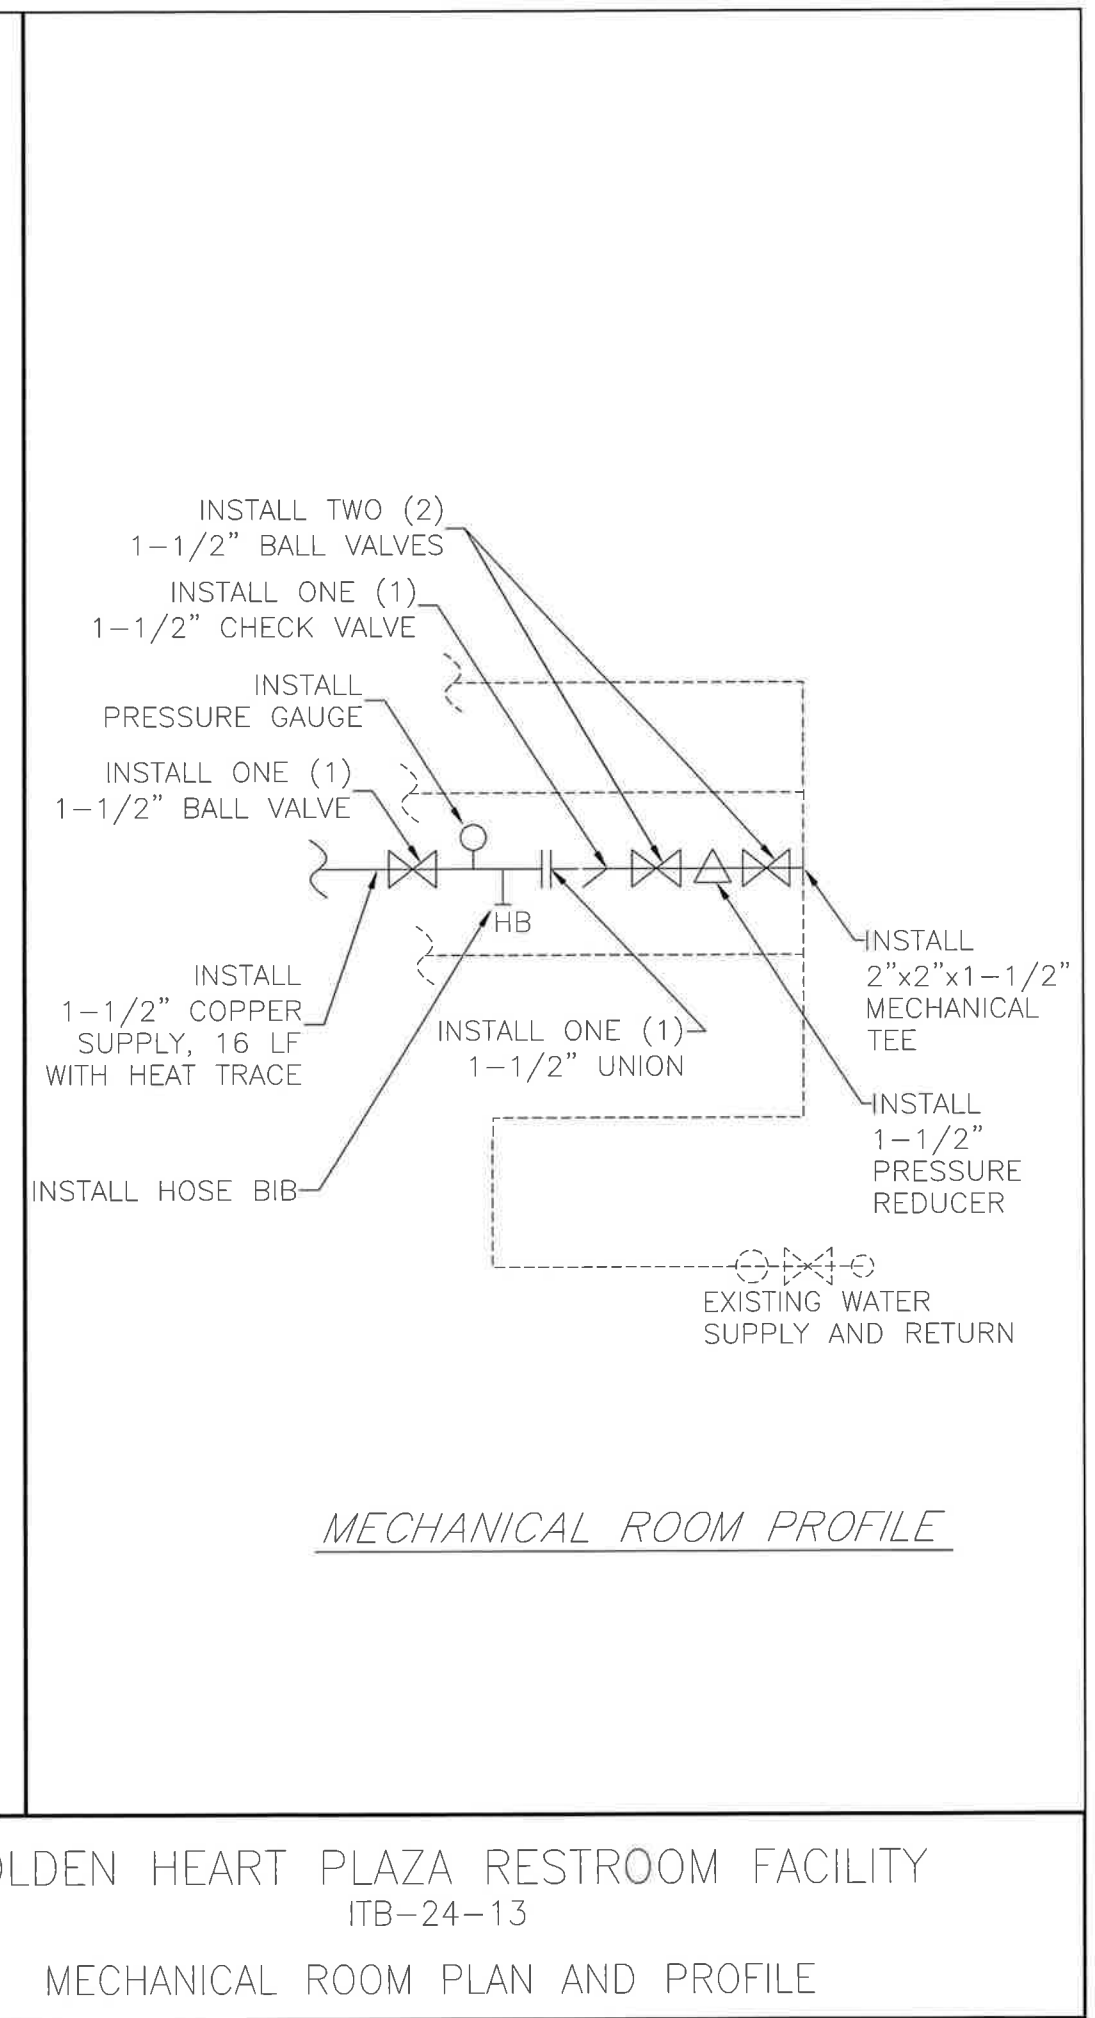 INSTALL TWO (2)
1-1/2" BALL VALVES
INSTALL ONE (1)
1-1/2" CHECK VALVE
INSTALL
PRESSURE GAUGE
INSTALL ONE (1)
1-1/2" BALL VALVE
HB
INSTALL
1-1/2" COPPER
SUPPLY, 16 LF
WITH HEAT TRACE
INSTALL ONE (1)
1-1/2" UNION
INSTALL
2"x2"x1-1/2"
MECHANICAL
TEE
INSTALL
1-1/2"
PRESSURE
REDUCER
INSTALL HOSE BIB
EXISTING WATER
SUPPLY AND RETURN
MECHANICAL ROOM PROFILE
OLDEN HEART PLAZA RESTROOM FACILITY
ITB-24-13
MECHANICAL ROOM PLAN AND PROFILE